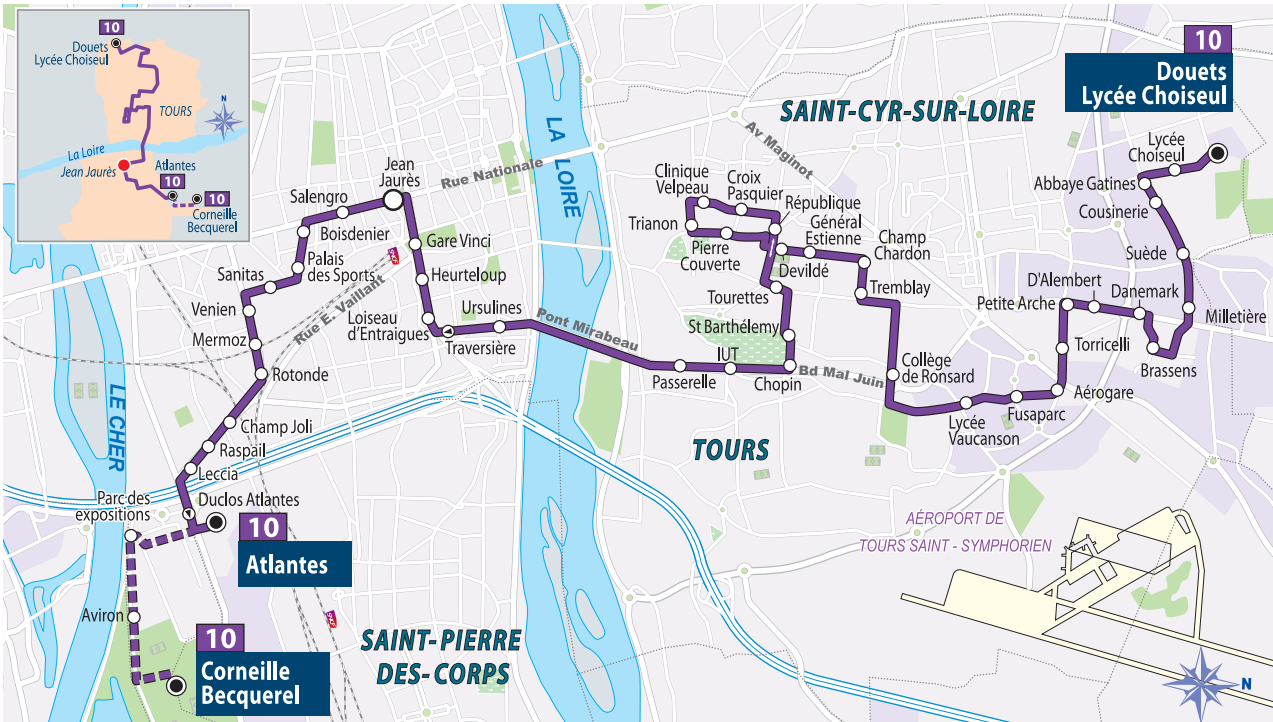 10
Douets
Lycée Choiseul
N
TOURS
La Loire
Jean Jaurès
Atlantes
10
10
Corneille
Becquerel
10
Douets
Lycée Choiseul
SAINT-CYR-SUR-LOIRE
LA LOIRE
Av Maginot
Rue Nationale
Jean
Jaurès
Salengro
Boisdenier
Gare Vinci
SNCF
Palais
des Sports
Sanitas
Heurteloup
Rue E. Vaillant
Venien
Loiseau
d'Entraigues
Ursulines
Traversière
Pont Mirabeau
Mermoz
Rotonde
Clinique
Velpeau
Croix
Pasquier
République
Trianon
Pierre
Couverte
Général
Estienne
Devildé
Champ
Chardon
Tourettes
Tremblay
St Barthélemy
IUT
Passerelle
Chopin
Bd Mal Juin
Collège
de Ronsard
Lycée
Vaucanson
Fusaparc
Aérogare
Torricelli
Petite Arche
D'Alembert
Danemark
Brassens
Milletière
Suède
Cousinerie
Abbaye Gatines
Lycée
Choiseul
LE CHER
Champ Joli
Raspail
Leccia
Parc des
expositions
Duclos Atlantes
10
Atlantes
TOURS
AÉROPORT DE
TOURS SAINT - SYMPHORIEN
Aviron
SNCF
10
Corneille
Becquerel
SAINT-PIERRE
DES-CORPS
N